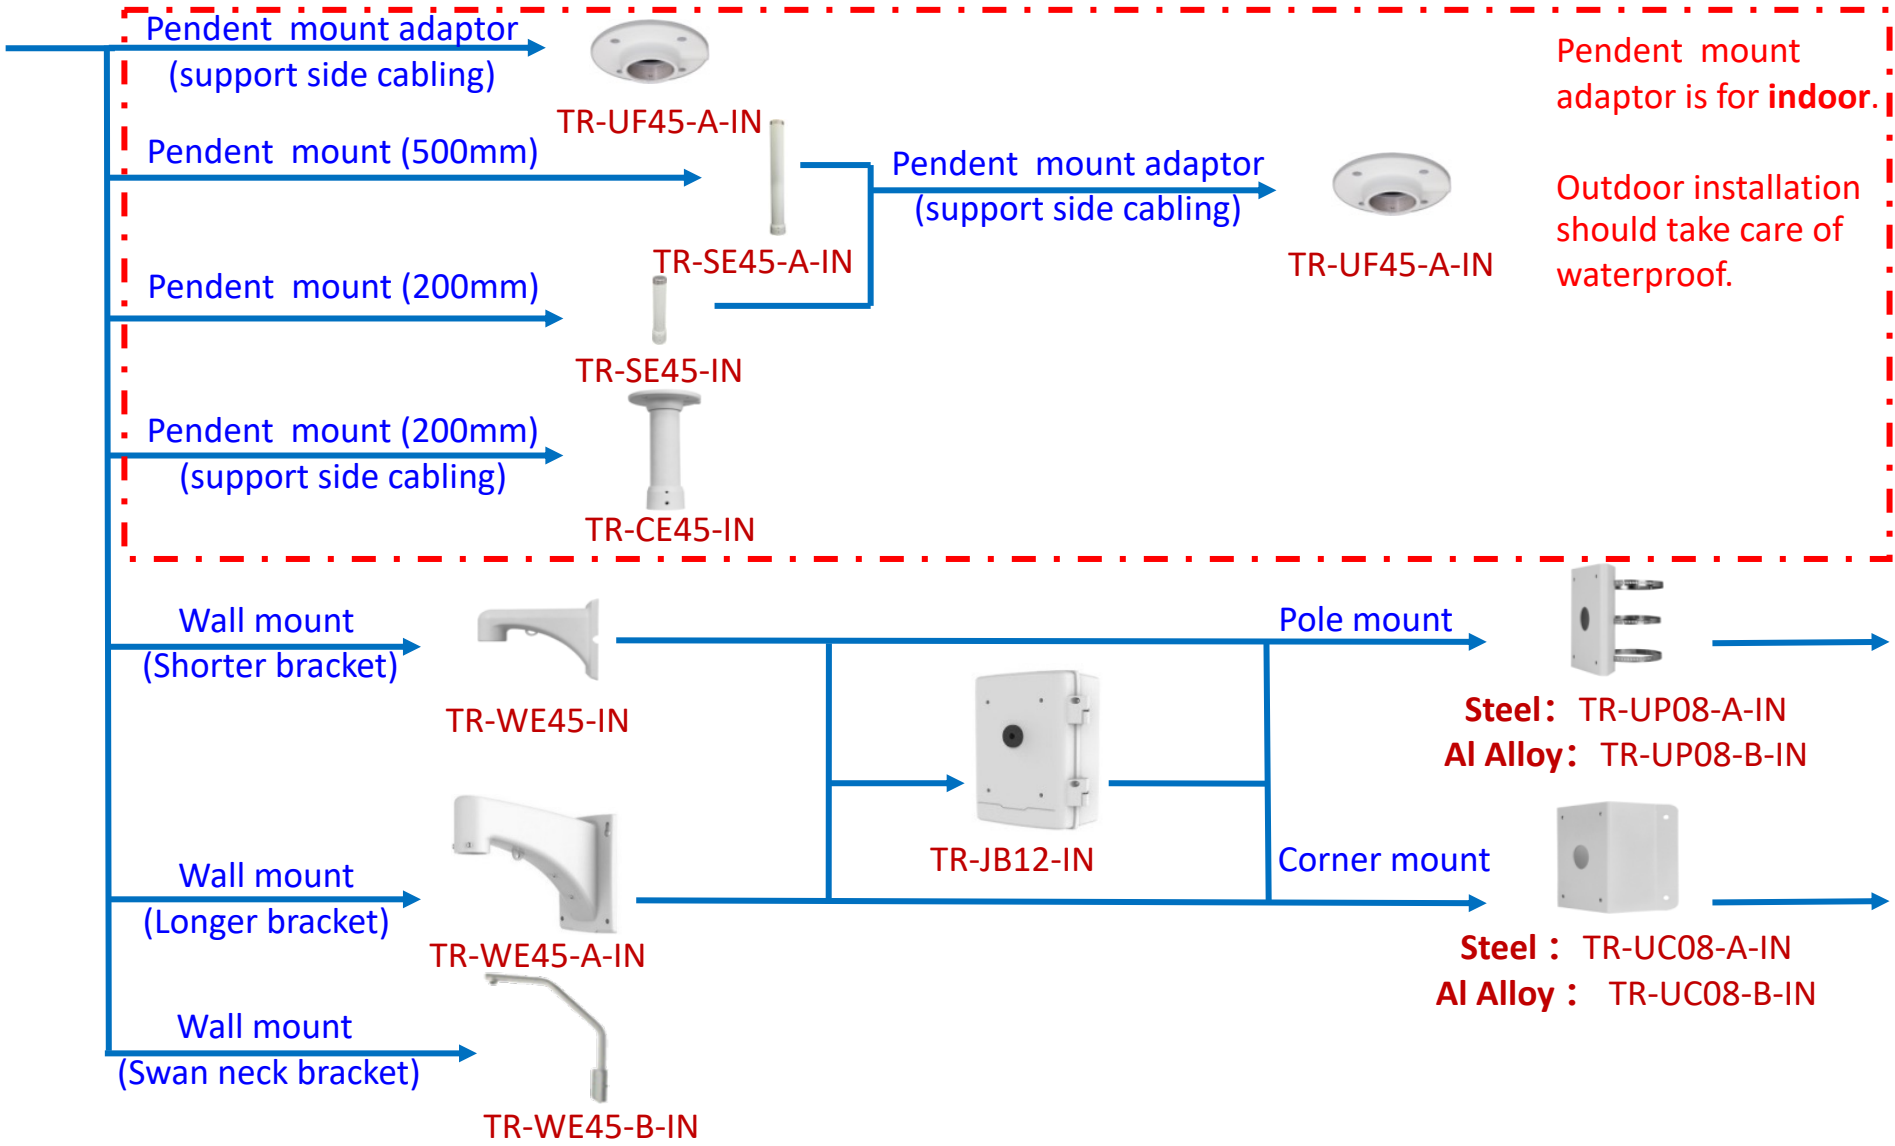 Pendent  mount adaptor
(support side cabling)
TR-UF45-A-IN
Pendent  mount
adaptor is for indoor.
Outdoor installation
should take care of
waterproof.
Pendent  mount (500mm)
TR-SE45-A-IN
Pendent  mount adaptor
(support side cabling)
TR-UF45-A-IN
Pendent  mount (200mm)
TR-SE45-IN
Pendent  mount (200mm)
(support side cabling)
TR-CE45-IN
Wall mount
(Shorter bracket)
TR-WE45-IN
Pole mount
Steel： TR-UP08-A-IN
Al Alloy： TR-UP08-B-IN
TR-JB12-IN
Wall mount
(Longer bracket)
TR-WE45-A-IN
Corner mount
Steel ： TR-UC08-A-IN
Al Alloy ： TR-UC08-B-IN
Wall mount
(Swan neck bracket)
TR-WE45-B-IN